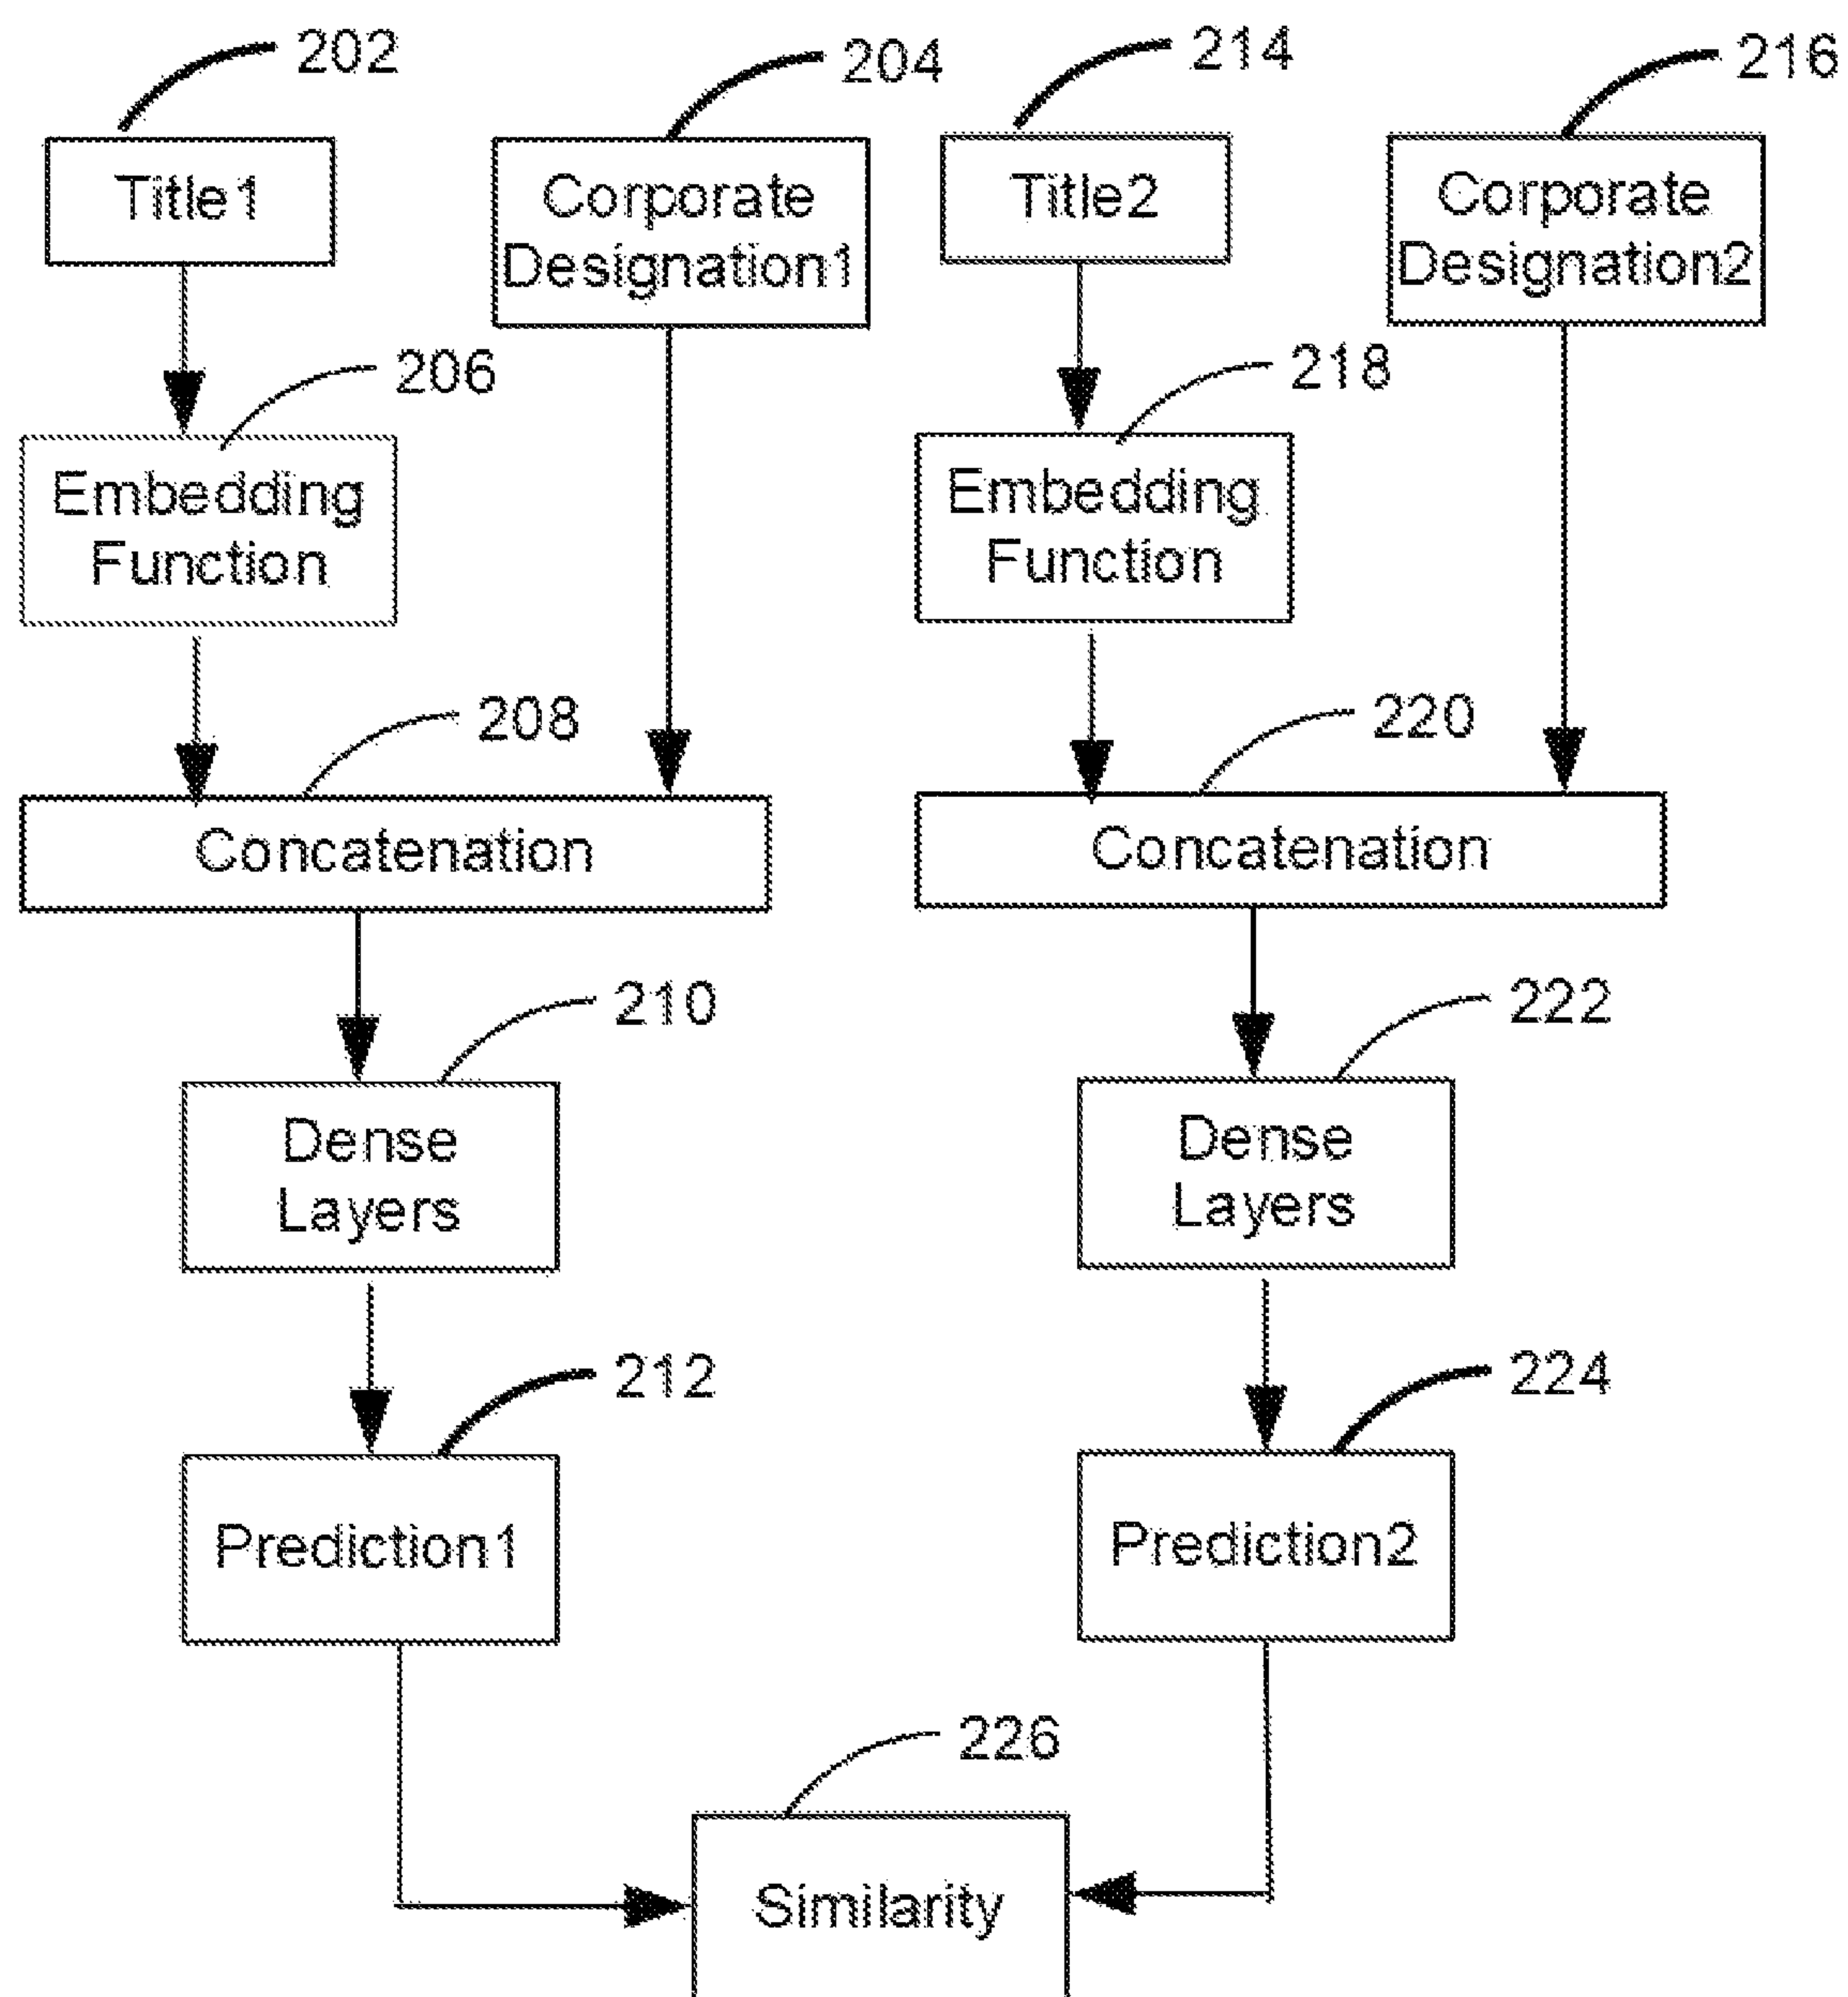 202
204
214
216
Title1
Corporate
Designation1
Title2
Corporate
Designation2
206
218
Embedding
Function
Embedding
Function
208
220
Concatenation
Concatenation
210
222
Dense
Layers
Dense
Layers
212
224
Prediction1
Prediction2
226
Similarity